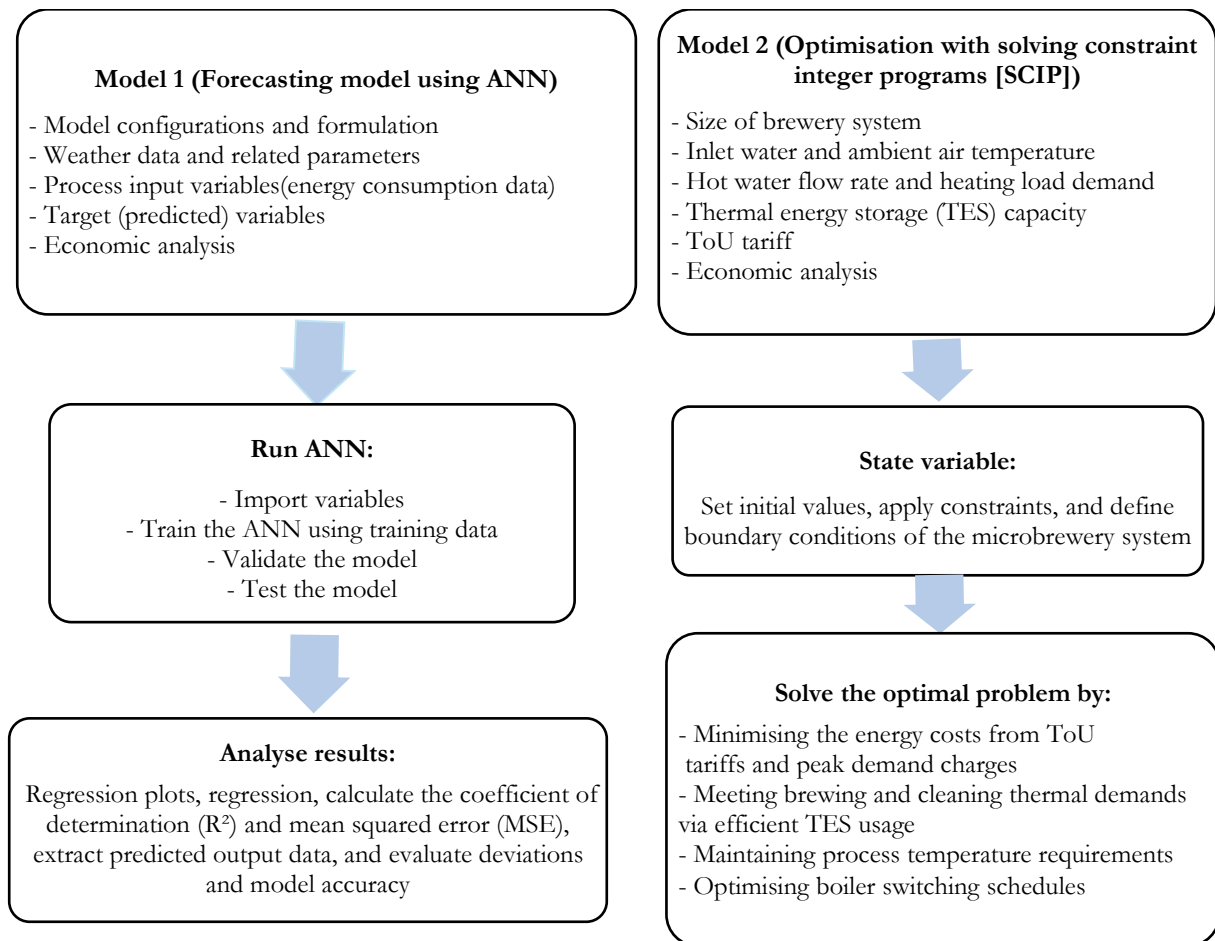 Model 1 (Forecasting model using ANN)
- Model configurations and formulation
- Weather data and related parameters
- Process input variables(energy consumption data)
- Target (predicted) variables
- Economic analysis
Run ANN:
- Import variables
- Train the ANN using training data
- Validate the model
- Test the model
Analyse results:
Regression plots, regression, calculate the coefficient of
determination (R²) and mean squared error (MSE),
extract predicted output data, and evaluate deviations
and model accuracy
Model 2 (Optimisation with solving constraint
integer programs [SCIP])
- Size of brewery system
- Inlet water and ambient air temperature
- Hot water flow rate and heating load demand
- Thermal energy storage (TES) capacity
- ToU tariff
- Economic analysis
State variable:
Set initial values, apply constraints, and define
boundary conditions of the microbrewery system
Solve the optimal problem by:
- Minimising the energy costs from ToU
tariffs and peak demand charges
- Meeting brewing and cleaning thermal demands
via efficient TES usage
- Maintaining process temperature requirements
- Optimising boiler switching schedules